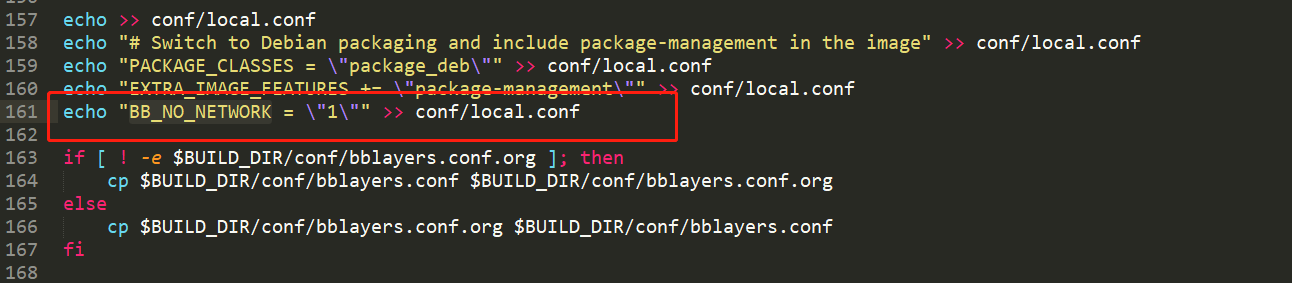 157 echo >> conf/local.conf
158 echo "# Switch to Debian packaging and include package-management in the image" >> conf/local.conf
159 echo "PACKAGE_CLASSES = \"package_deb\"" >> conf/local.conf
160 echo "EXTRA_IMAGE_FEATURES += \"package-management\"" >> conf/local.conf
161 echo "BB_NO_NETWORK = \"1\"" >> conf/local.conf
162
163 if [ ! -e $BUILD_DIR/conf/bblayers.conf.org ]; then
164     cp $BUILD_DIR/conf/bblayers.conf $BUILD_DIR/conf/bblayers.conf.org
165 else
166     cp $BUILD_DIR/conf/bblayers.conf.org $BUILD_DIR/conf/bblayers.conf
167 fi
168